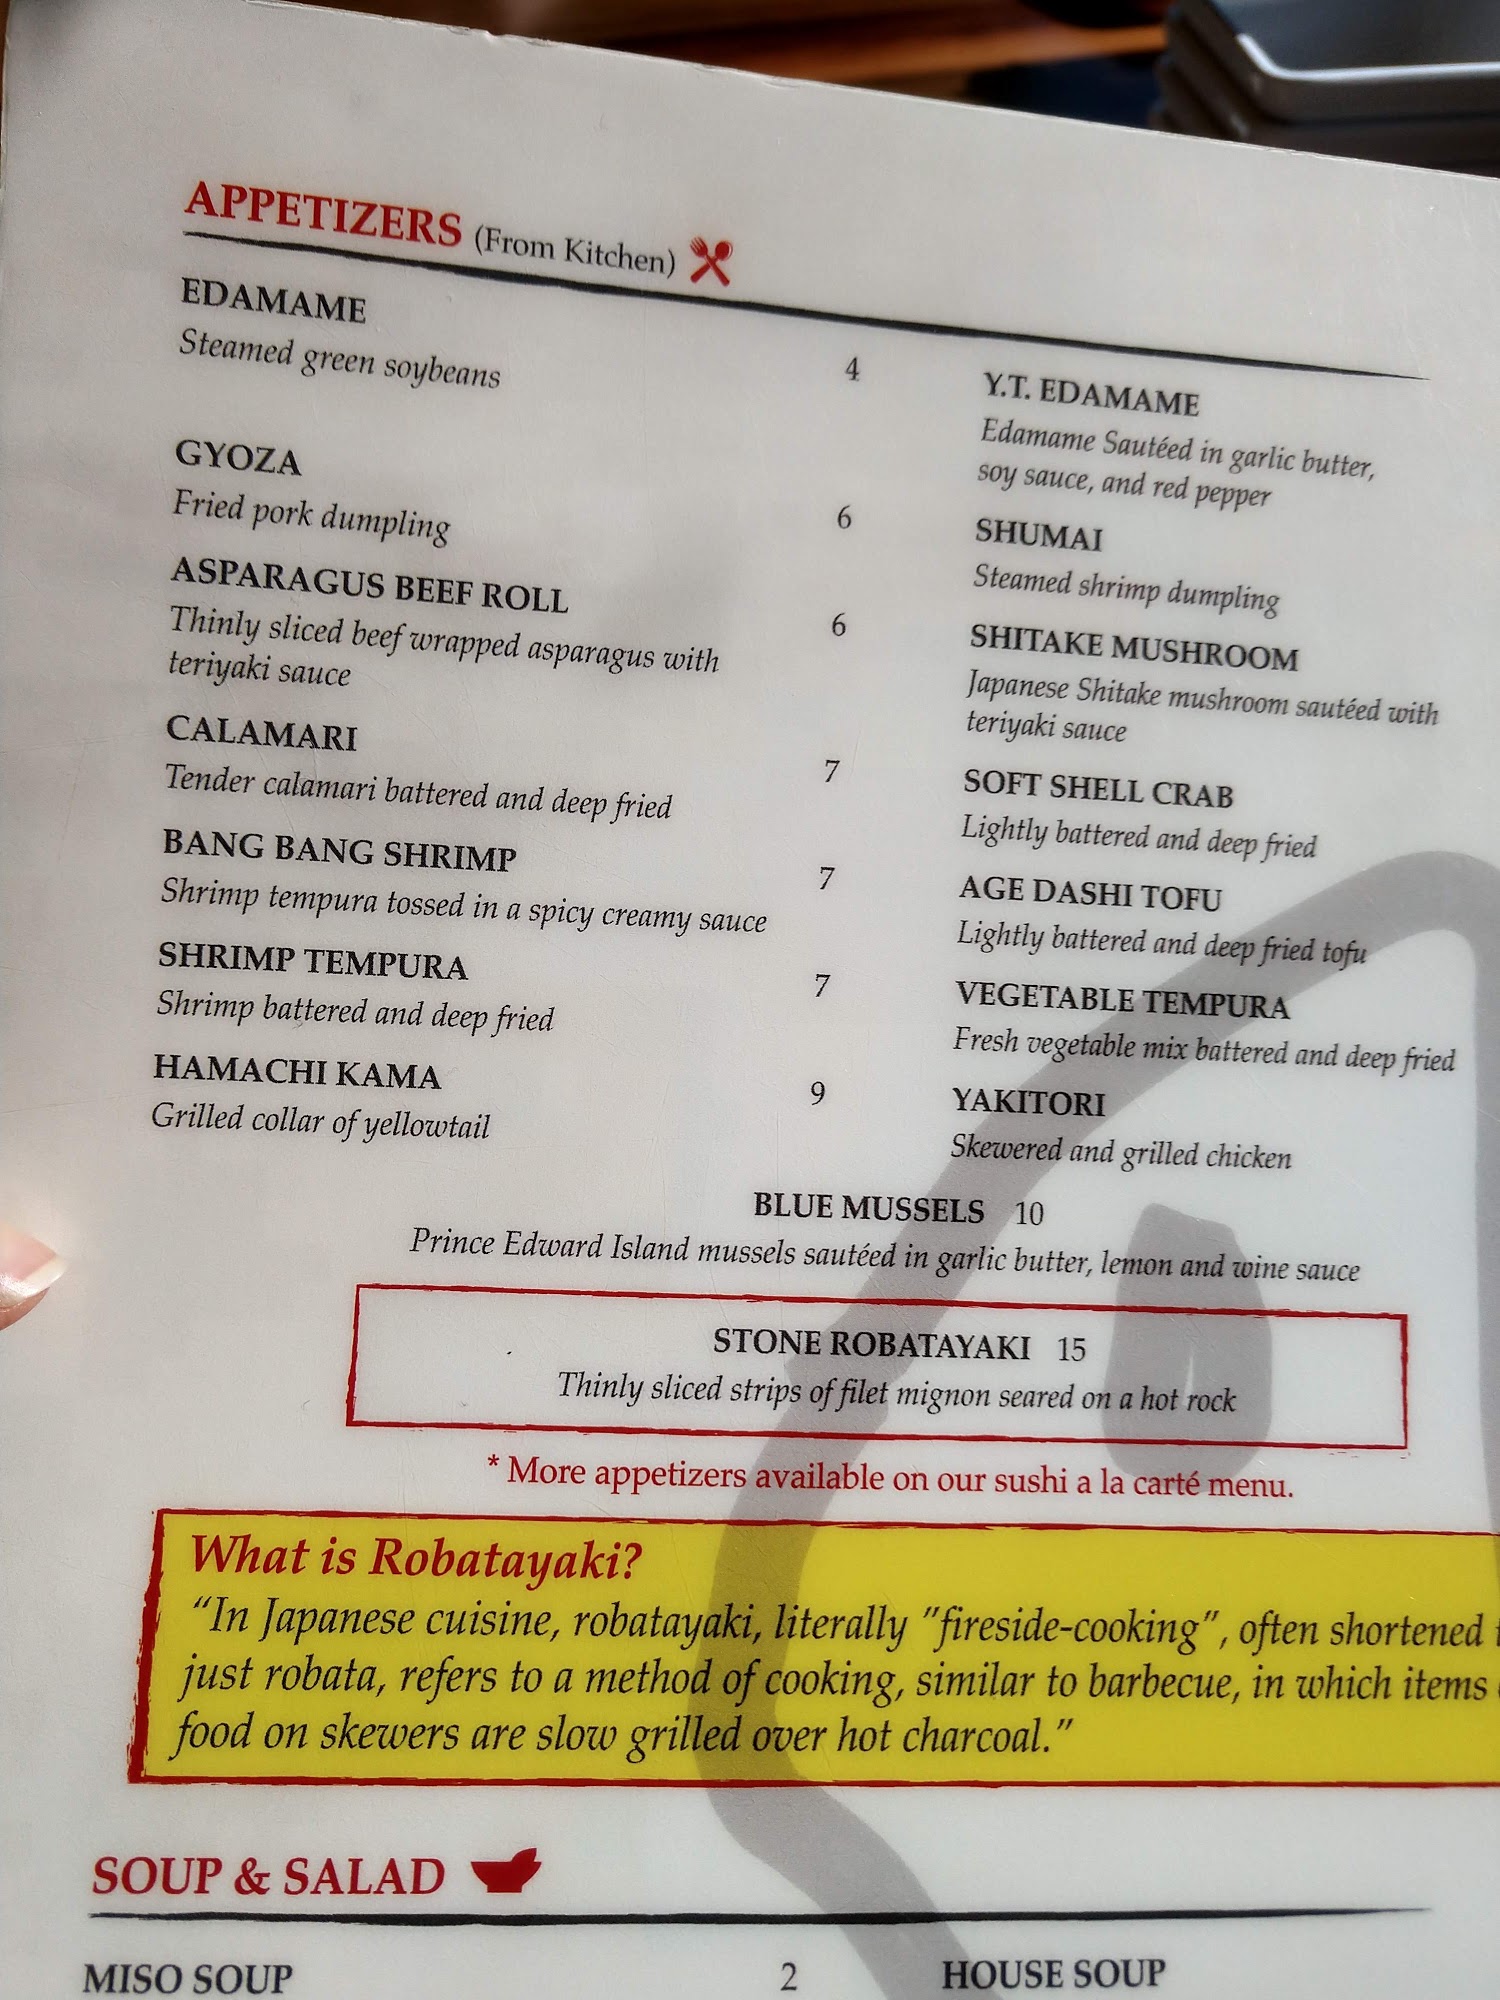 APPETIZERS (From Kitchen)
EDAMAME 4
Steamed green soybeans
GYOZA 6
Fried pork dumpling
ASPARAGUS BEEF ROLL 6
Thinly sliced beef wrapped asparagus with
teriyaki sauce
CALAMARI 7
Tender calamari battered and deep fried
BANG BANG SHRIMP 7
Shrimp tempura tossed in a spicy creamy sauce
SHRIMP TEMPURA 7
Shrimp battered and deep fried
HAMACHI KAMA 9
Grilled collar of yellowtail
Y.T. EDAMAME
Edamame Sautéed in garlic butter,
soy sauce, and red pepper
SHUMAI
Steamed shrimp dumpling
SHITAKE MUSHROOM
Japanese Shitake mushroom sautéed with
teriyaki sauce
SOFT SHELL CRAB
Lightly battered and deep fried
AGE DASHI TOFU
Lightly battered and deep fried tofu
VEGETABLE TEMPURA
Fresh vegetable mix battered and deep fried
YAKITORI
Skewered and grilled chicken
BLUE MUSSELS 10
Prince Edward Island mussels sautéed in garlic butter, lemon and wine sauce
STONE ROBATAYAKI 15
Thinly sliced strips of filet mignon seared on a hot rock
* More appetizers available on our sushi a la carté menu.
What is Robatayaki?
“In Japanese cuisine, robatayaki, literally "fireside-cooking", often shortened
just robata, refers to a method of cooking, similar to barbecue, in which items
food on skewers are slow grilled over hot charcoal.”
SOUP & SALAD
MISO SOUP 2
HOUSE SOUP